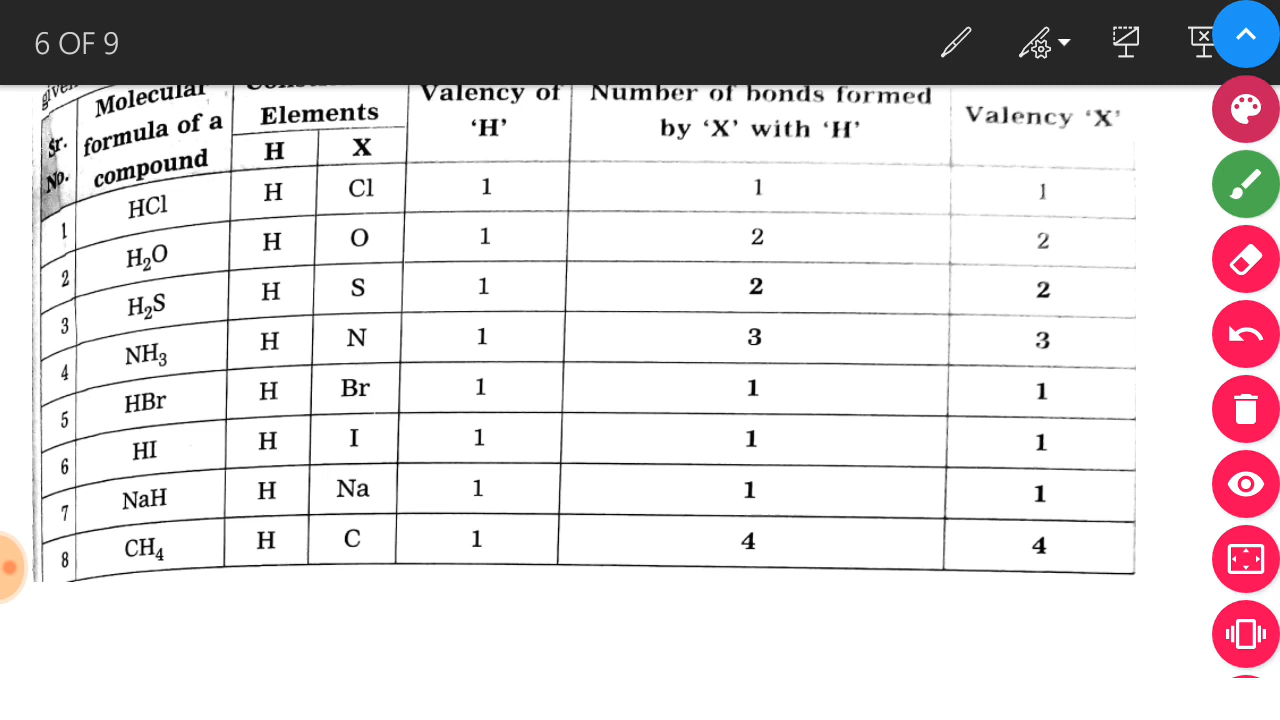 6 OF 9
Sr. No.
Molecular formula of a compound
Elements
H X
Valency of 'H'
Number of bonds formed by 'X' with 'H'
Valency 'X'
1 HCl H Cl 1 1 1
2 H₂O H O 1 2 2
3 H₂S H S 1 2 2
4 NH₃ H N 1 3 3
5 HBr H Br 1 1 1
6 HI H I 1 1 1
7 NaH H Na 1 1 1
8 CH₄ H C 1 4 4